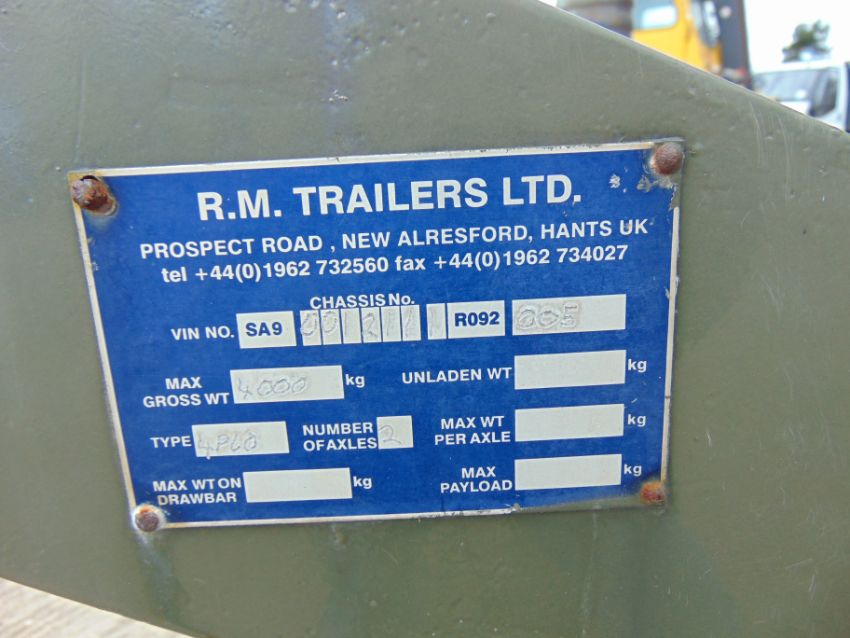 R.M. TRAILERS LTD.
PROSPECT ROAD , NEW ALRESFORD, HANTS UK
tel +44(0)1962 732560 fax +44(0)1962 734027
CHASSIS No.
VIN NO. SA9 R092 005
MAX GROSS WT 4000 kg
UNLADEN WT kg
TYPE
NUMBER OF AXLES 2
MAX WT PER AXLE kg
MAX WT ON DRAWBAR kg
MAX PAYLOAD kg